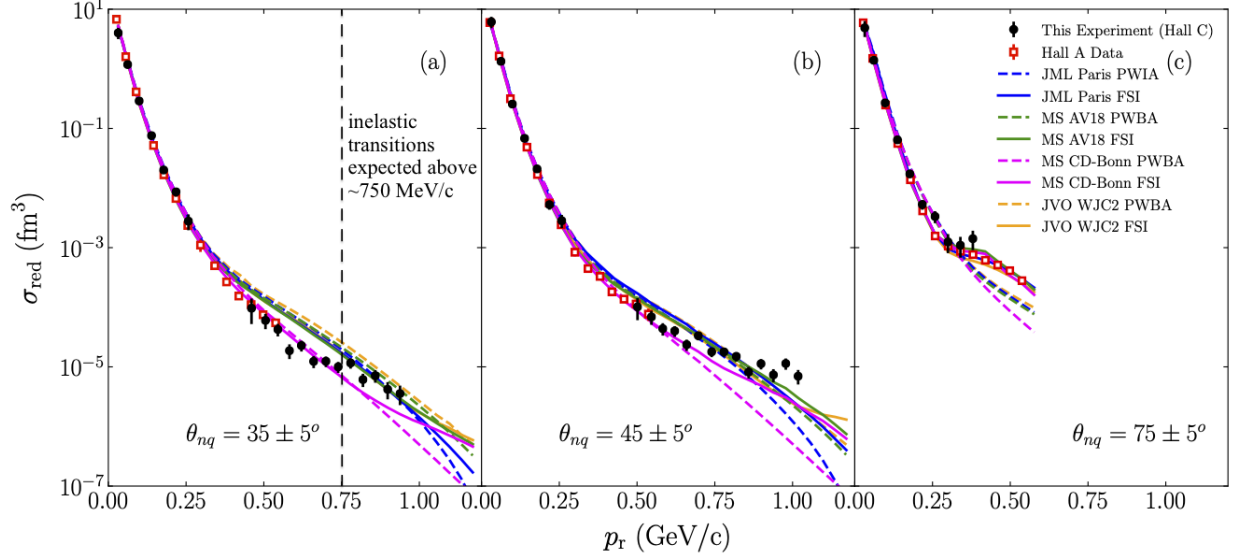 10¹
10⁻¹
10⁻³
10⁻⁵
10⁻⁷
σ_red (fm³)
(a)
inelastic
transitions
expected above
~750 MeV/c
θ_nq = 35 ± 5°
0.00
0.25
0.50
0.75
1.00
(b)
θ_nq = 45 ± 5°
0.00
0.25
0.50
0.75
1.00
(c)
This Experiment (Hall C)
Hall A Data
JML Paris PWIA
JML Paris FSI
MS AV18 PWBA
MS AV18 FSI
MS CD-Bonn PWBA
MS CD-Bonn FSI
JVO WJC2 PWBA
JVO WJC2 FSI
θ_nq = 75 ± 5°
0.00
0.25
0.50
0.75
1.00
p_r (GeV/c)